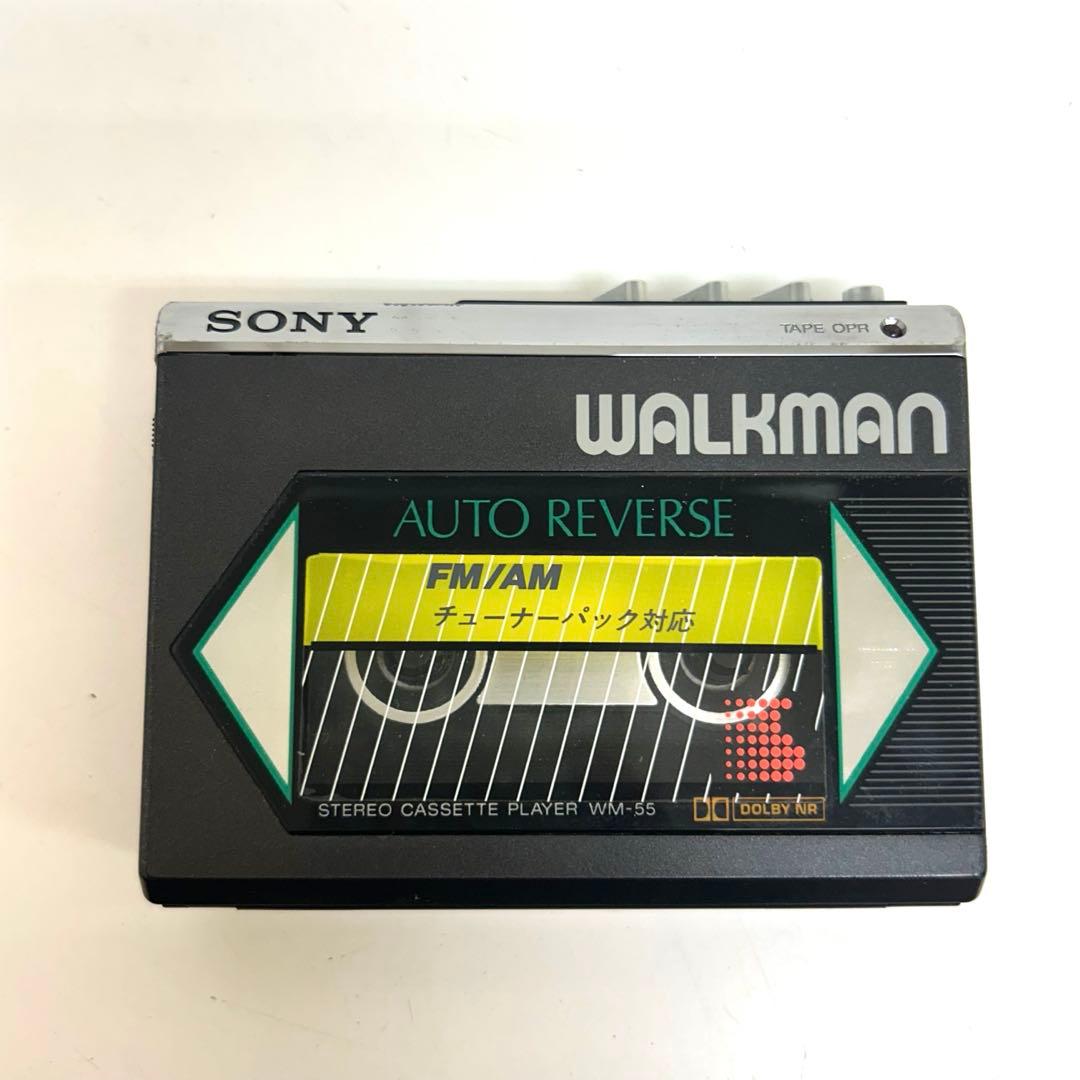 SONY
TAPE OPR
WALKMAN
AUTO REVERSE
FM/AM
チューナーパック対応
STEREO CASSETTE PLAYER WM-55
DOLBY NR